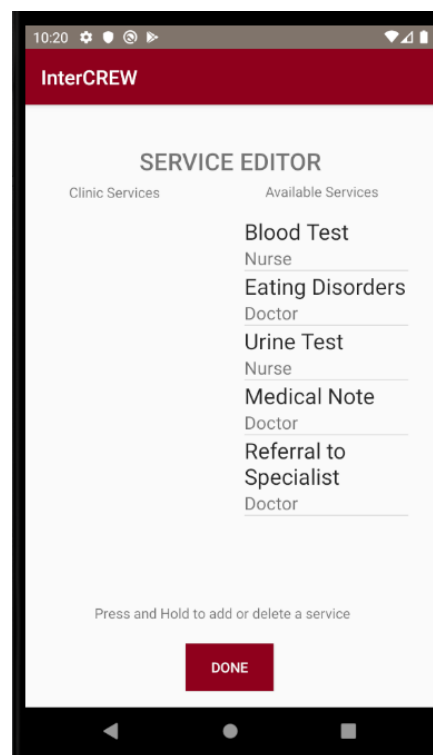 10:20
InterCREW
SERVICE EDITOR
Clinic Services
Available Services
Blood Test
Nurse
Eating Disorders
Doctor
Urine Test
Nurse
Medical Note
Doctor
Referral to
Specialist
Doctor
Press and Hold to add or delete a service
DONE